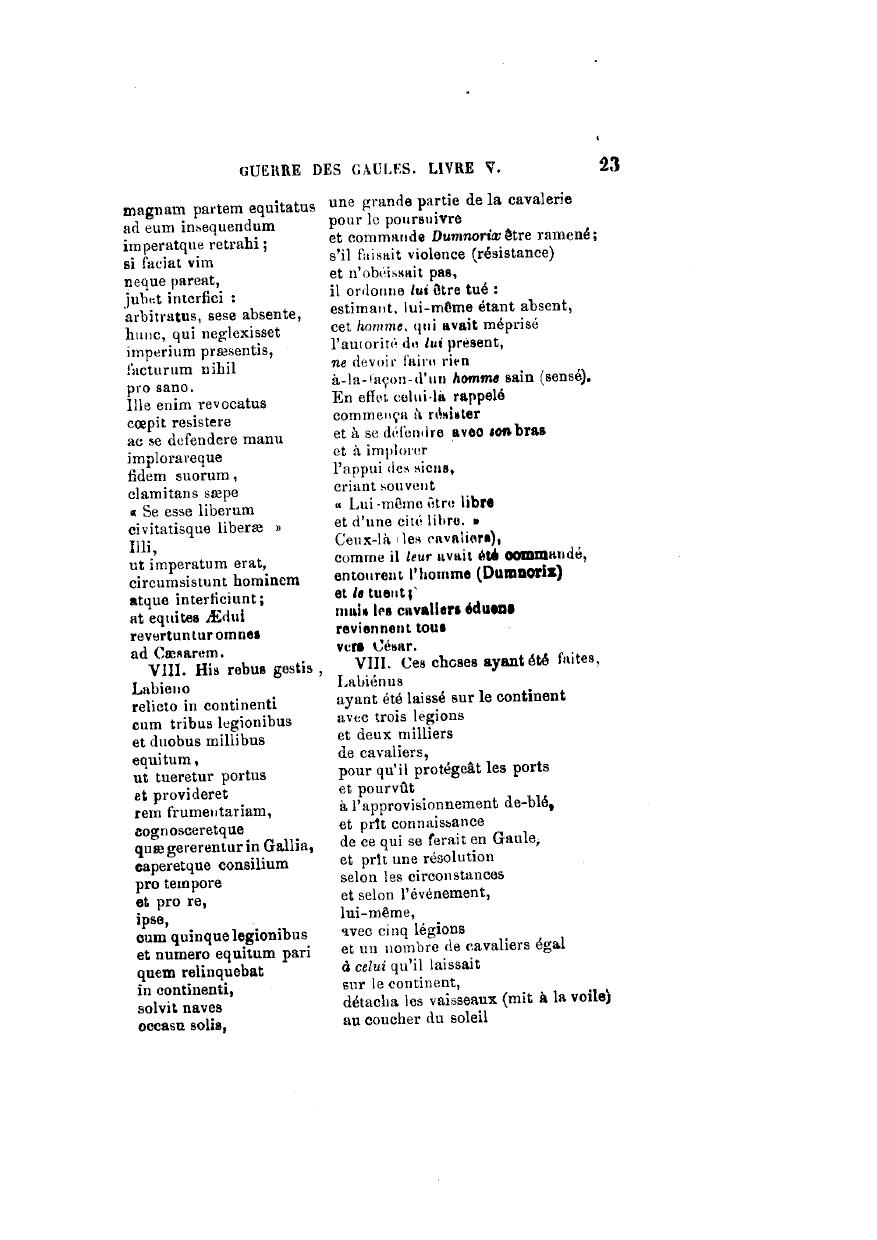 GUERRE DES GAULES. LIVRE V. 23
magnam partem equitatus
ad eum insequendum
imperatque retrahi ;
si faciat vim
neque pareat,
jubet interfici :
arbitratus, sese absente,
hunc, qui neglexisset
imperium præsentis,
facturum nihil
pro sano.
Ille enim revocatus
cœpit resistere
ac se defendere manu
implorareque
fidem suorum,
clamitans sæpe
« Se esse liberum
civitatisque liberæ »
Illi,
ut imperatum erat,
circumsistunt hominem
atque interficiunt ;
at equites Ædui
revertuntur omnes
ad Cæsarem.
VIII. His rebus gestis,
Labieno
relicto in continenti
cum tribus legionibus
et duobus millibus
equitum,
ut tueretur portus
et provideret
rem frumentariam,
cognosceretque
quæ gererentur in Gallia,
caperetque consilium
pro tempore
et pro re,
ipse,
cum quinque legionibus
et numero equitum pari
quem relinquebat
in continenti,
solvit naves
occasu solis,
une grande partie de la cavalerie
pour le poursuivre
et commande Dumnorix être ramené ;
s'il faisait violence (résistance)
et n'obéissait pas,
il ordonne lui être tué :
estimant, lui-même étant absent,
cet homme, qui avait méprisé
l'autorité de lui présent,
ne devoir faire rien
à-la-façon-d'un homme sain (sensé).
En effet celui-là rappelé
commença à résister
et à se défendre avec son bras
et à implorer
l'appui des siens,
criant souvent
« Lui-même être libre
et d'une cité libre. »
Ceux-là (les cavaliers),
comme il leur avait été commandé,
entourent l'homme (Dumnorix)
et le tuent ;
mais les cavaliers éduens
reviennent tous
vers César.
VIII. Ces choses ayant été faites,
Labiénus
ayant été laissé sur le continent
avec trois légions
et deux milliers
de cavaliers,
pour qu'il protégeât les ports
et pourvût
à l'approvisionnement de-blé,
et prît connaissance
de ce qui se ferait en Gaule,
et prît une résolution
selon les circonstances
et selon l'événement,
lui-même,
avec cinq légions
et un nombre de cavaliers égal
à celui qu'il laissait
sur le continent,
détacha les vaisseaux (mit à la voile)
au coucher du soleil